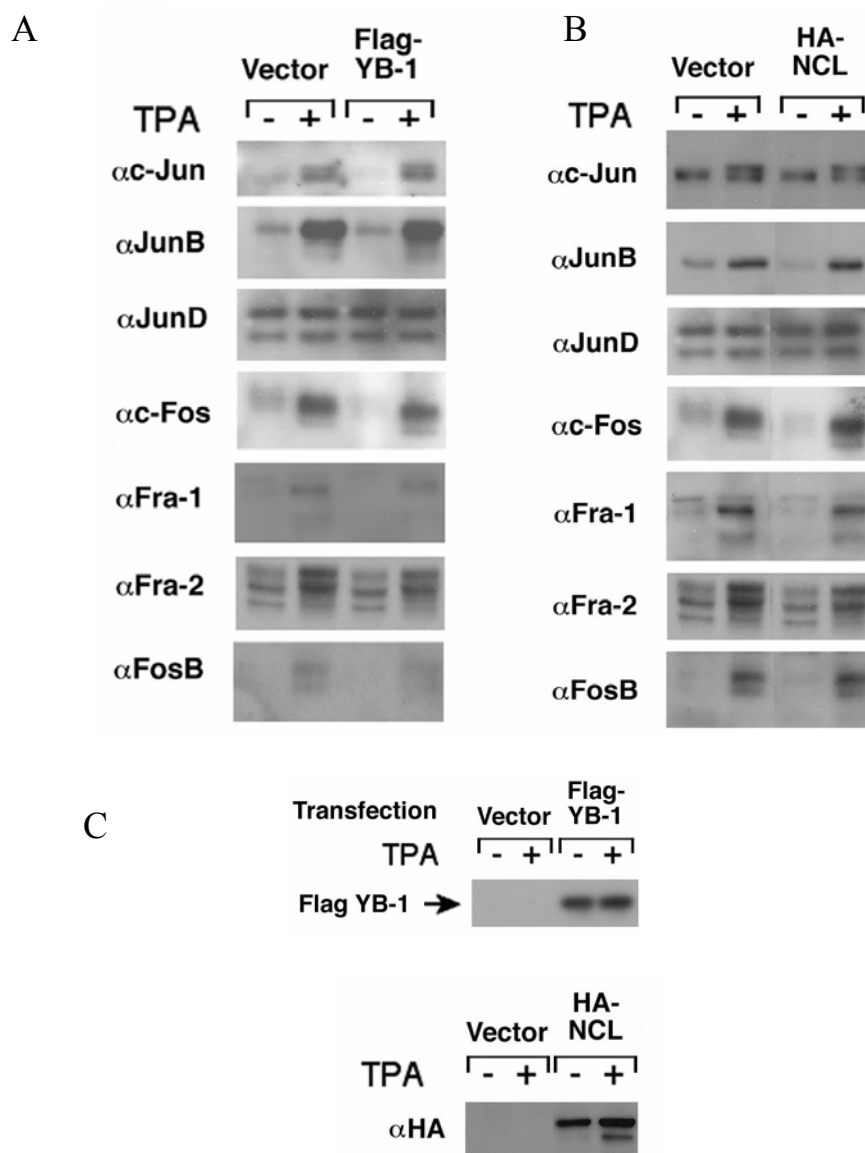 A
Flag-
YB-1
Vector
TPA - + - +
αc-Jun
αJunB
αJunD
αc-Fos
αFra-1
αFra-2
αFosB
B
HA-
NCL
Vector
TPA - + - +
αc-Jun
αJunB
αJunD
αc-Fos
αFra-1
αFra-2
αFosB
C
Flag-
YB-1
Transfection Vector
TPA - + - +
Flag YB-1
HA-
NCL
Vector
TPA - + - +
αHA